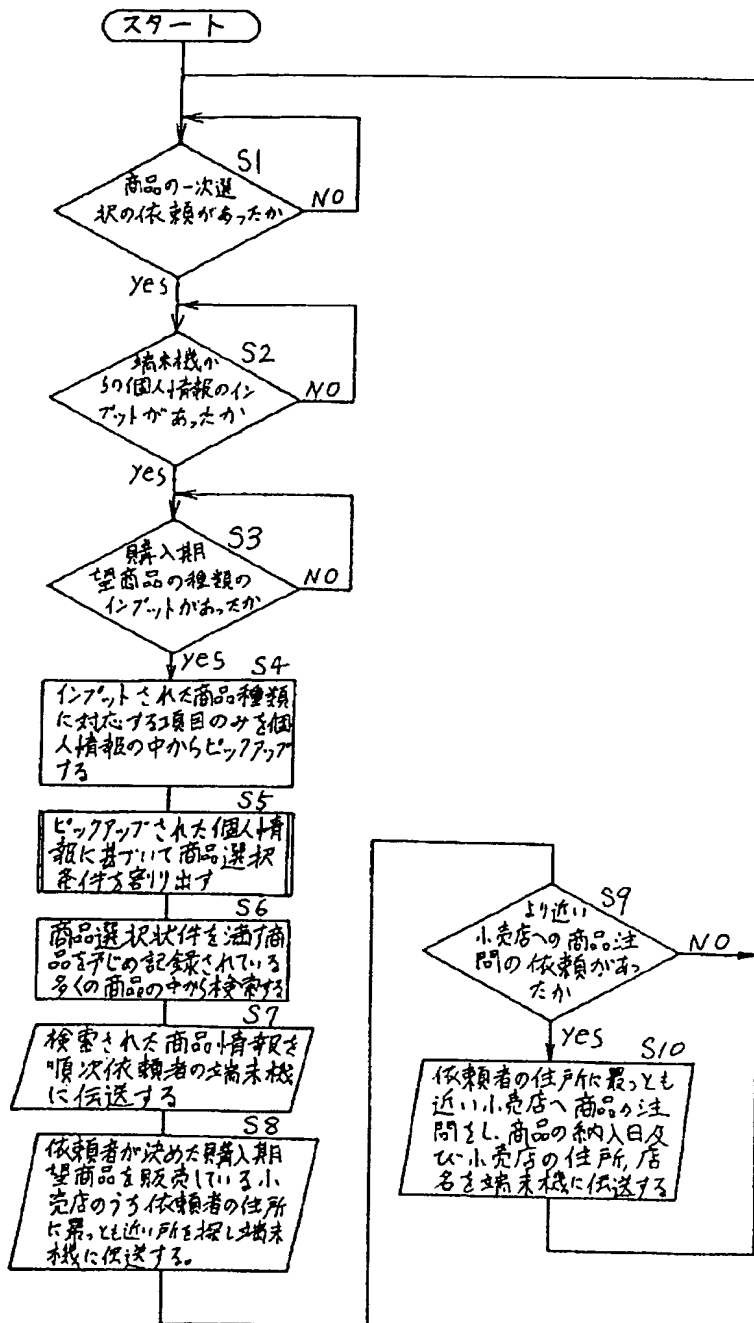 スタート
S1
商品の一次選
択の依頼があったか
NO
yes
S2
端末機か
らの個人情報のイン
プットがあったか
NO
yes
S3
購入期
望商品の種類の
インプットがあったか
NO
yes
S4
インプットされた商品種類
に対応する項目のみを個
人情報の中からピックアップ
する
S5
ピックアップされた個人情
報に基づいて商品選択
条件を割り出す
S6
商品選択状件を満す商
品を予じめ記録されている
多くの商品の中から検索する
S7
検索された商品情報を
順次依頼者の端末機
に伝送する
S8
依頼者が決めた購入期
望商品を販売している小
売店のうち依頼者の住所
に最っとも近い所を探し端末
機に伝送する。
S9
より近い
小売店への商品注
問の依頼があっ
たか
NO
yes
S10
依頼者の住所に最っとも
近い小売店へ商品の注
問をし、商品の納入日及
び小売店の住所,店
名を端末機に伝送する